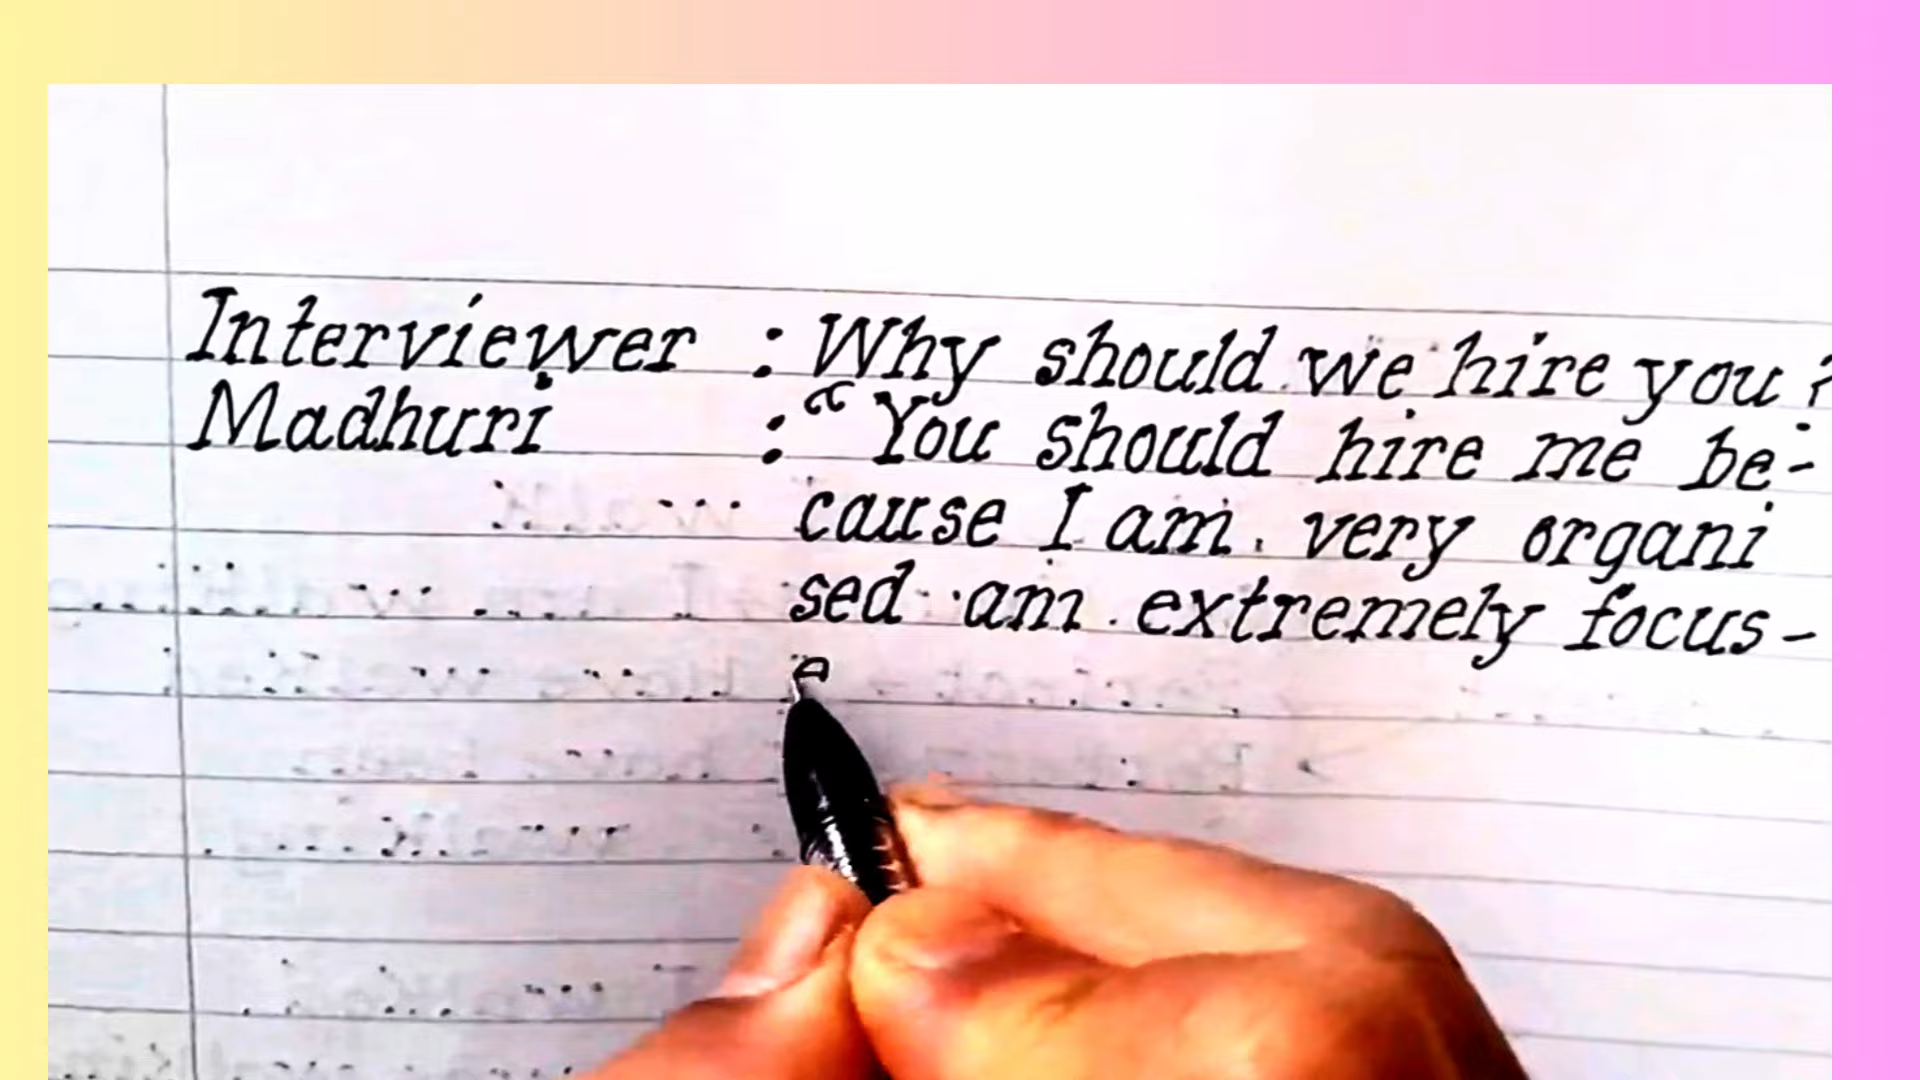 Interviewer : Why should we hire you?
Madhuri : “ You should hire me be-
cause I am very organi
sed am extremely focus-
e